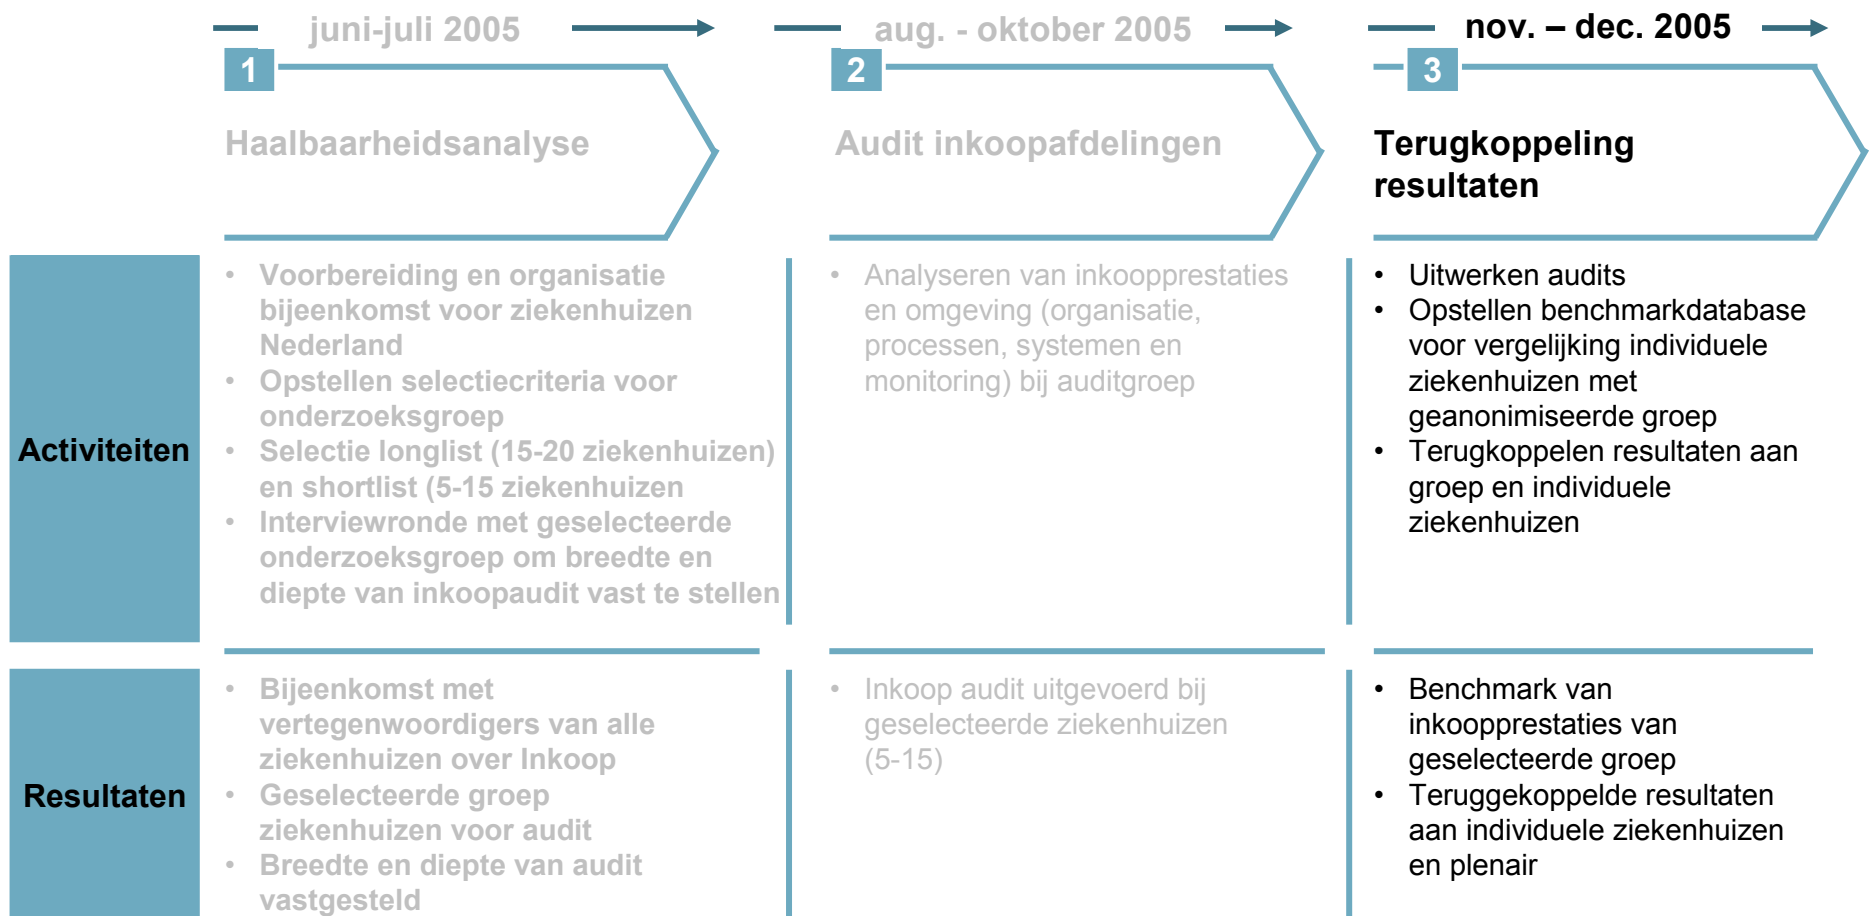 juni-juli 2005
aug. - oktober 2005
nov. – dec. 2005
1
2
3
Haalbaarheidsanalyse
Audit inkoopafdelingen
Terugkoppeling
resultaten
Activiteiten
• Voorbereiding en organisatie
bijeenkomst voor ziekenhuizen
Nederland
• Opstellen selectiecriteria voor
onderzoeksgroep
• Selectie longlist (15-20 ziekenhuizen)
en shortlist (5-15 ziekenhuizen
• Interviewronde met geselecteerde
onderzoeksgroep om breedte en
diepte van inkoopaudit vast te stellen
• Analyseren van inkoopprestaties
en omgeving (organisatie,
processen, systemen en
monitoring) bij auditgroep
• Uitwerken audits
• Opstellen benchmarkdatabase
voor vergelijking individuele
ziekenhuizen met
geanonimiseerde groep
• Terugkoppelen resultaten aan
groep en individuele
ziekenhuizen
Resultaten
• Bijeenkomst met
vertegenwoordigers van alle
ziekenhuizen over Inkoop
• Geselecteerde groep
ziekenhuizen voor audit
• Breedte en diepte van audit
vastgesteld
• Inkoop audit uitgevoerd bij
geselecteerde ziekenhuizen
(5-15)
• Benchmark van
inkoopprestaties van
geselecteerde groep
• Teruggekoppelde resultaten
aan individuele ziekenhuizen
en plenair